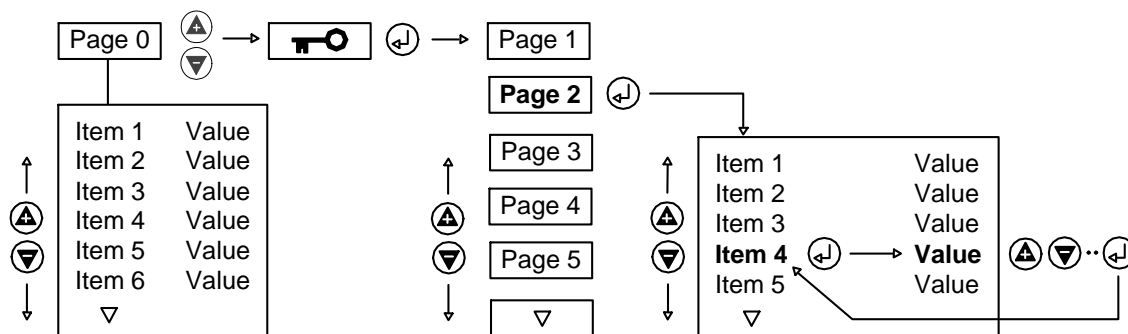 Page 0
Item 1 Value
Item 2 Value
Item 3 Value
Item 4 Value
Item 5 Value
Item 6 Value
Page 1
Page 2
Page 3
Page 4
Page 5
Item 1 Value
Item 2 Value
Item 3 Value
Item 4 Value
Item 5 Value